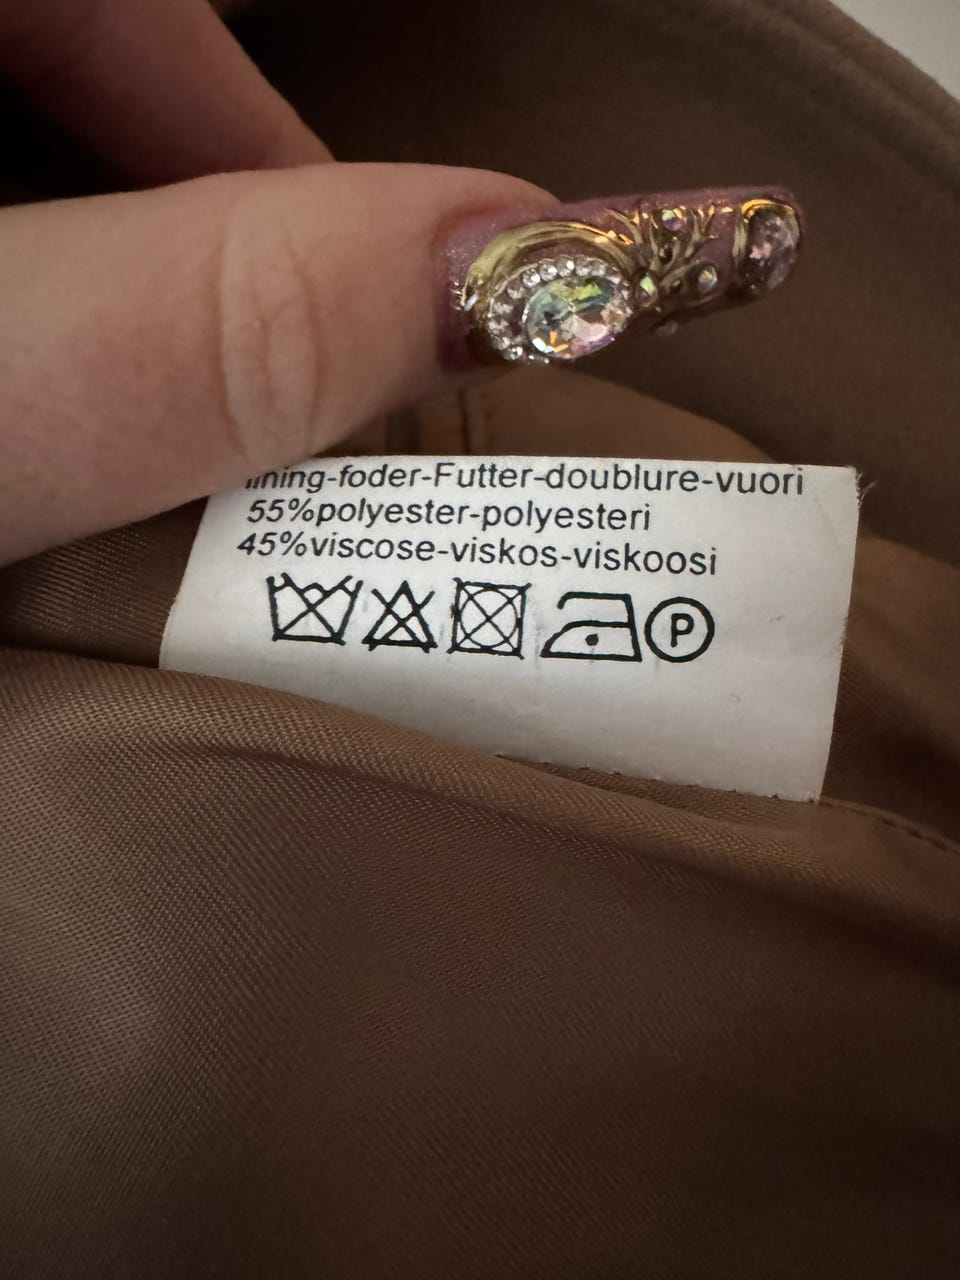 lining-foder-Futter-doublure-vuori
55%polyester-polyesteri
45%viscose-viskos-viskoosi
P